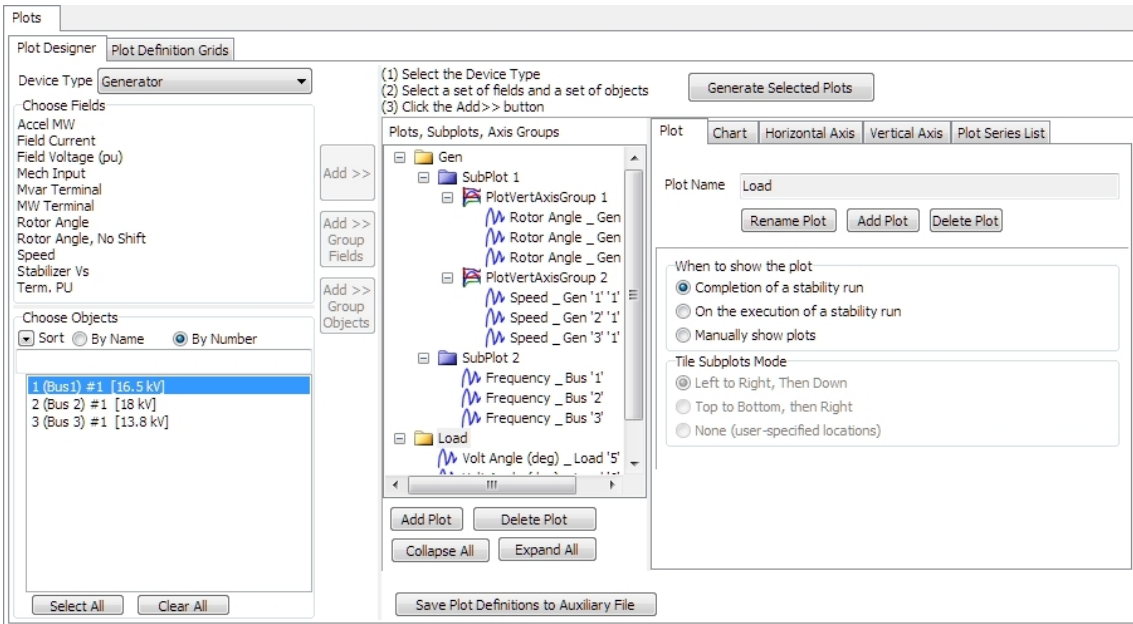 Plots
Plot Designer
Plot Definition Grids
Device Type Generator
Choose Fields
Accel MW
Field Current
Field Voltage (pu)
Mech Input
Mvar Terminal
MW Terminal
Rotor Angle
Rotor Angle, No Shift
Speed
Stabilizer Vs
Term. PU
Choose Objects
Sort By Name By Number
1 (Bus1) #1 [16.5 kV]
2 (Bus 2) #1 [18 kV]
3 (Bus 3) #1 [13.8 kV]
Select All
Clear All
Add >>
Add >>
Group
Fields
Add >>
Group
Objects
(1) Select the Device Type
(2) Select a set of fields and a set of objects
(3) Click the Add>> button
Generate Selected Plots
Plots, Subplots, Axis Groups
Gen
SubPlot 1
PlotVertAxisGroup 1
Rotor Angle _ Gen
Rotor Angle _ Gen
Rotor Angle _ Gen
PlotVertAxisGroup 2
Speed _ Gen '1' '1'
Speed _ Gen '2' '1'
Speed _ Gen '3' '1'
SubPlot 2
Frequency _ Bus '1'
Frequency _ Bus '2'
Frequency _ Bus '3'
Load
Volt Angle (deg) _ Load '5'
Add Plot
Delete Plot
Collapse All
Expand All
Save Plot Definitions to Auxiliary File
Plot
Chart
Horizontal Axis
Vertical Axis
Plot Series List
Plot Name Load
Rename Plot
Add Plot
Delete Plot
When to show the plot
Completion of a stability run
On the execution of a stability run
Manually show plots
Tile Subplots Mode
Left to Right, Then Down
Top to Bottom, then Right
None (user-specified locations)